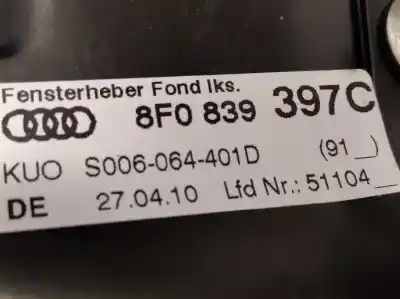 Fensterheber Fond lks.
8F0 839 397C
KUO S006-064-401D (91_)
DE 27.04.10 Lfd Nr.: 51104_